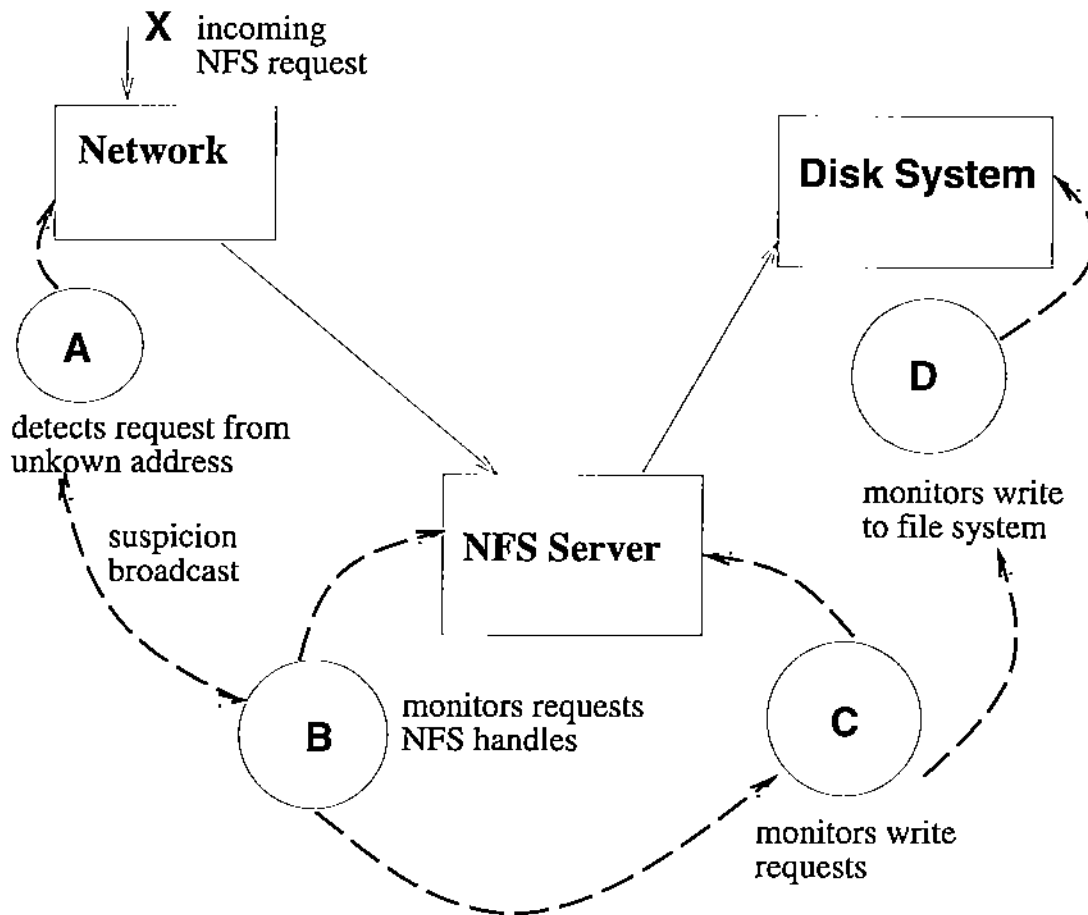 X incoming
NFS request
Network
Disk System
A
D
detects request from
unkown address
monitors write
to file system
suspicion
broadcast
NFS Server
B
monitors requests
NFS handles
C
monitors write
requests